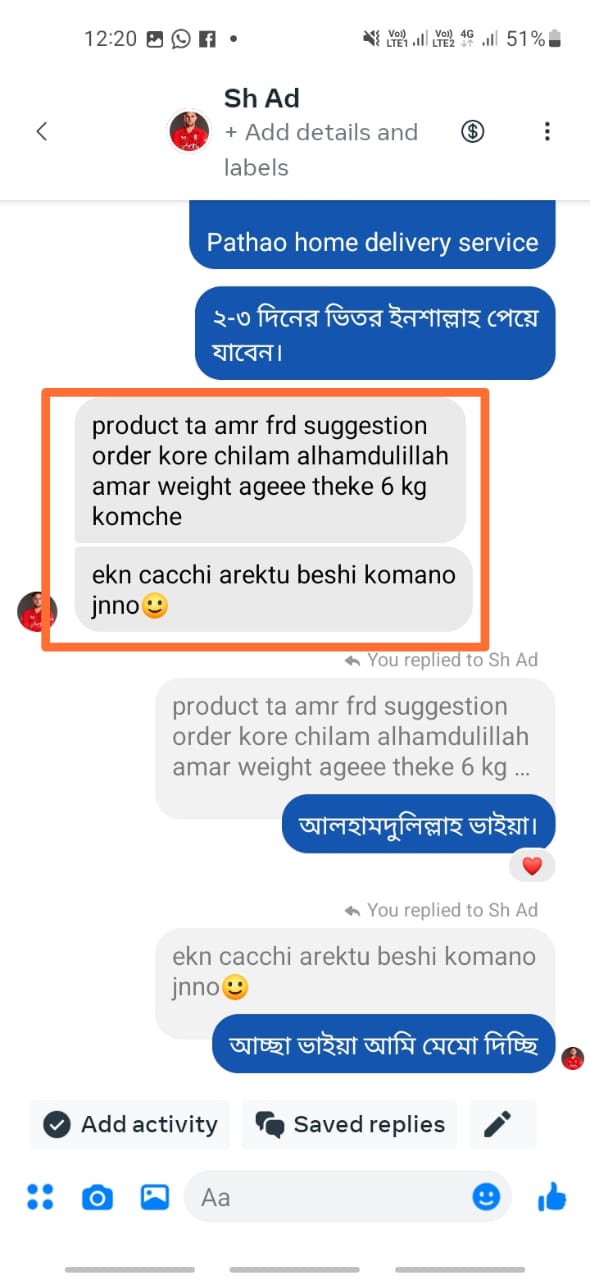 12:20
Vo)) LTE1 Vo)) LTE2 4G 51%
Sh Ad
+ Add details and
labels
Pathao home delivery service
২-৩ দিনের ভিতর ইনশাল্লাহ পেয়ে
যাবেন।
product ta amr frd suggestion
order kore chilam alhamdulillah
amar weight ageee theke 6 kg
komche
ekn cacchi arektu beshi komano
jnno🙂
You replied to Sh Ad
product ta amr frd suggestion
order kore chilam alhamdulillah
amar weight ageee theke 6 kg ...
আলহামদুলিল্লাহ ভাইয়া।
You replied to Sh Ad
ekn cacchi arektu beshi komano
jnno🙂
আচ্ছা ভাইয়া আমি মেমো দিচ্ছি
Add activity
Saved replies
Aa